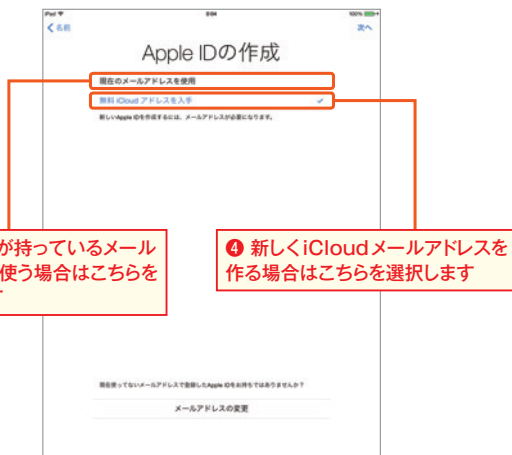 iPad 8:04 100%
名前 次へ
Apple IDの作成
現在のメールアドレスを使用
無料 iCloud アドレスを入手
新しいApple IDを作成するには、メールアドレスが必要になります。
が持っているメール
使う場合はこちらを
❹ 新しくiCloudメールアドレスを
作る場合はこちらを選択します
現在使ってないメールアドレスで登録したApple IDをお持ちではありませんか？
メールアドレスの変更